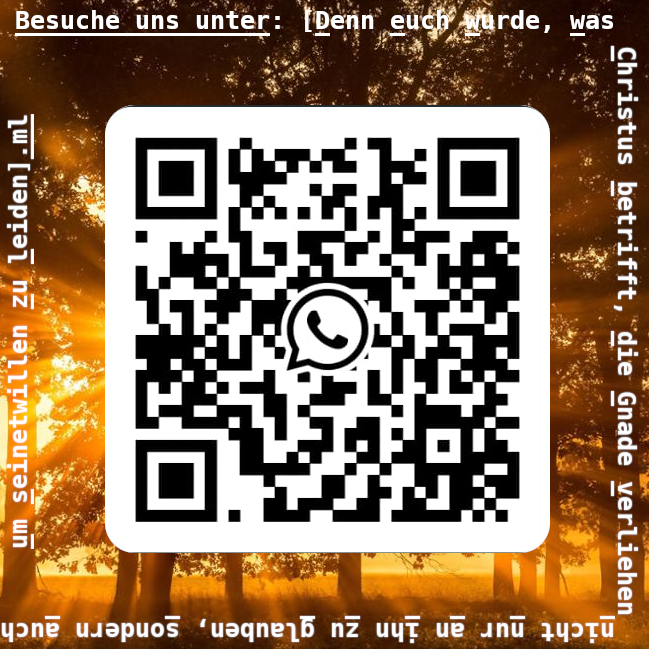 Besuche uns unter: [Denn euch wurde, was
Christus betrifft, die Gnade verliehen
nicht nur an ihn zu glauben, sondern auch
um seinetwillen zu leiden].ml